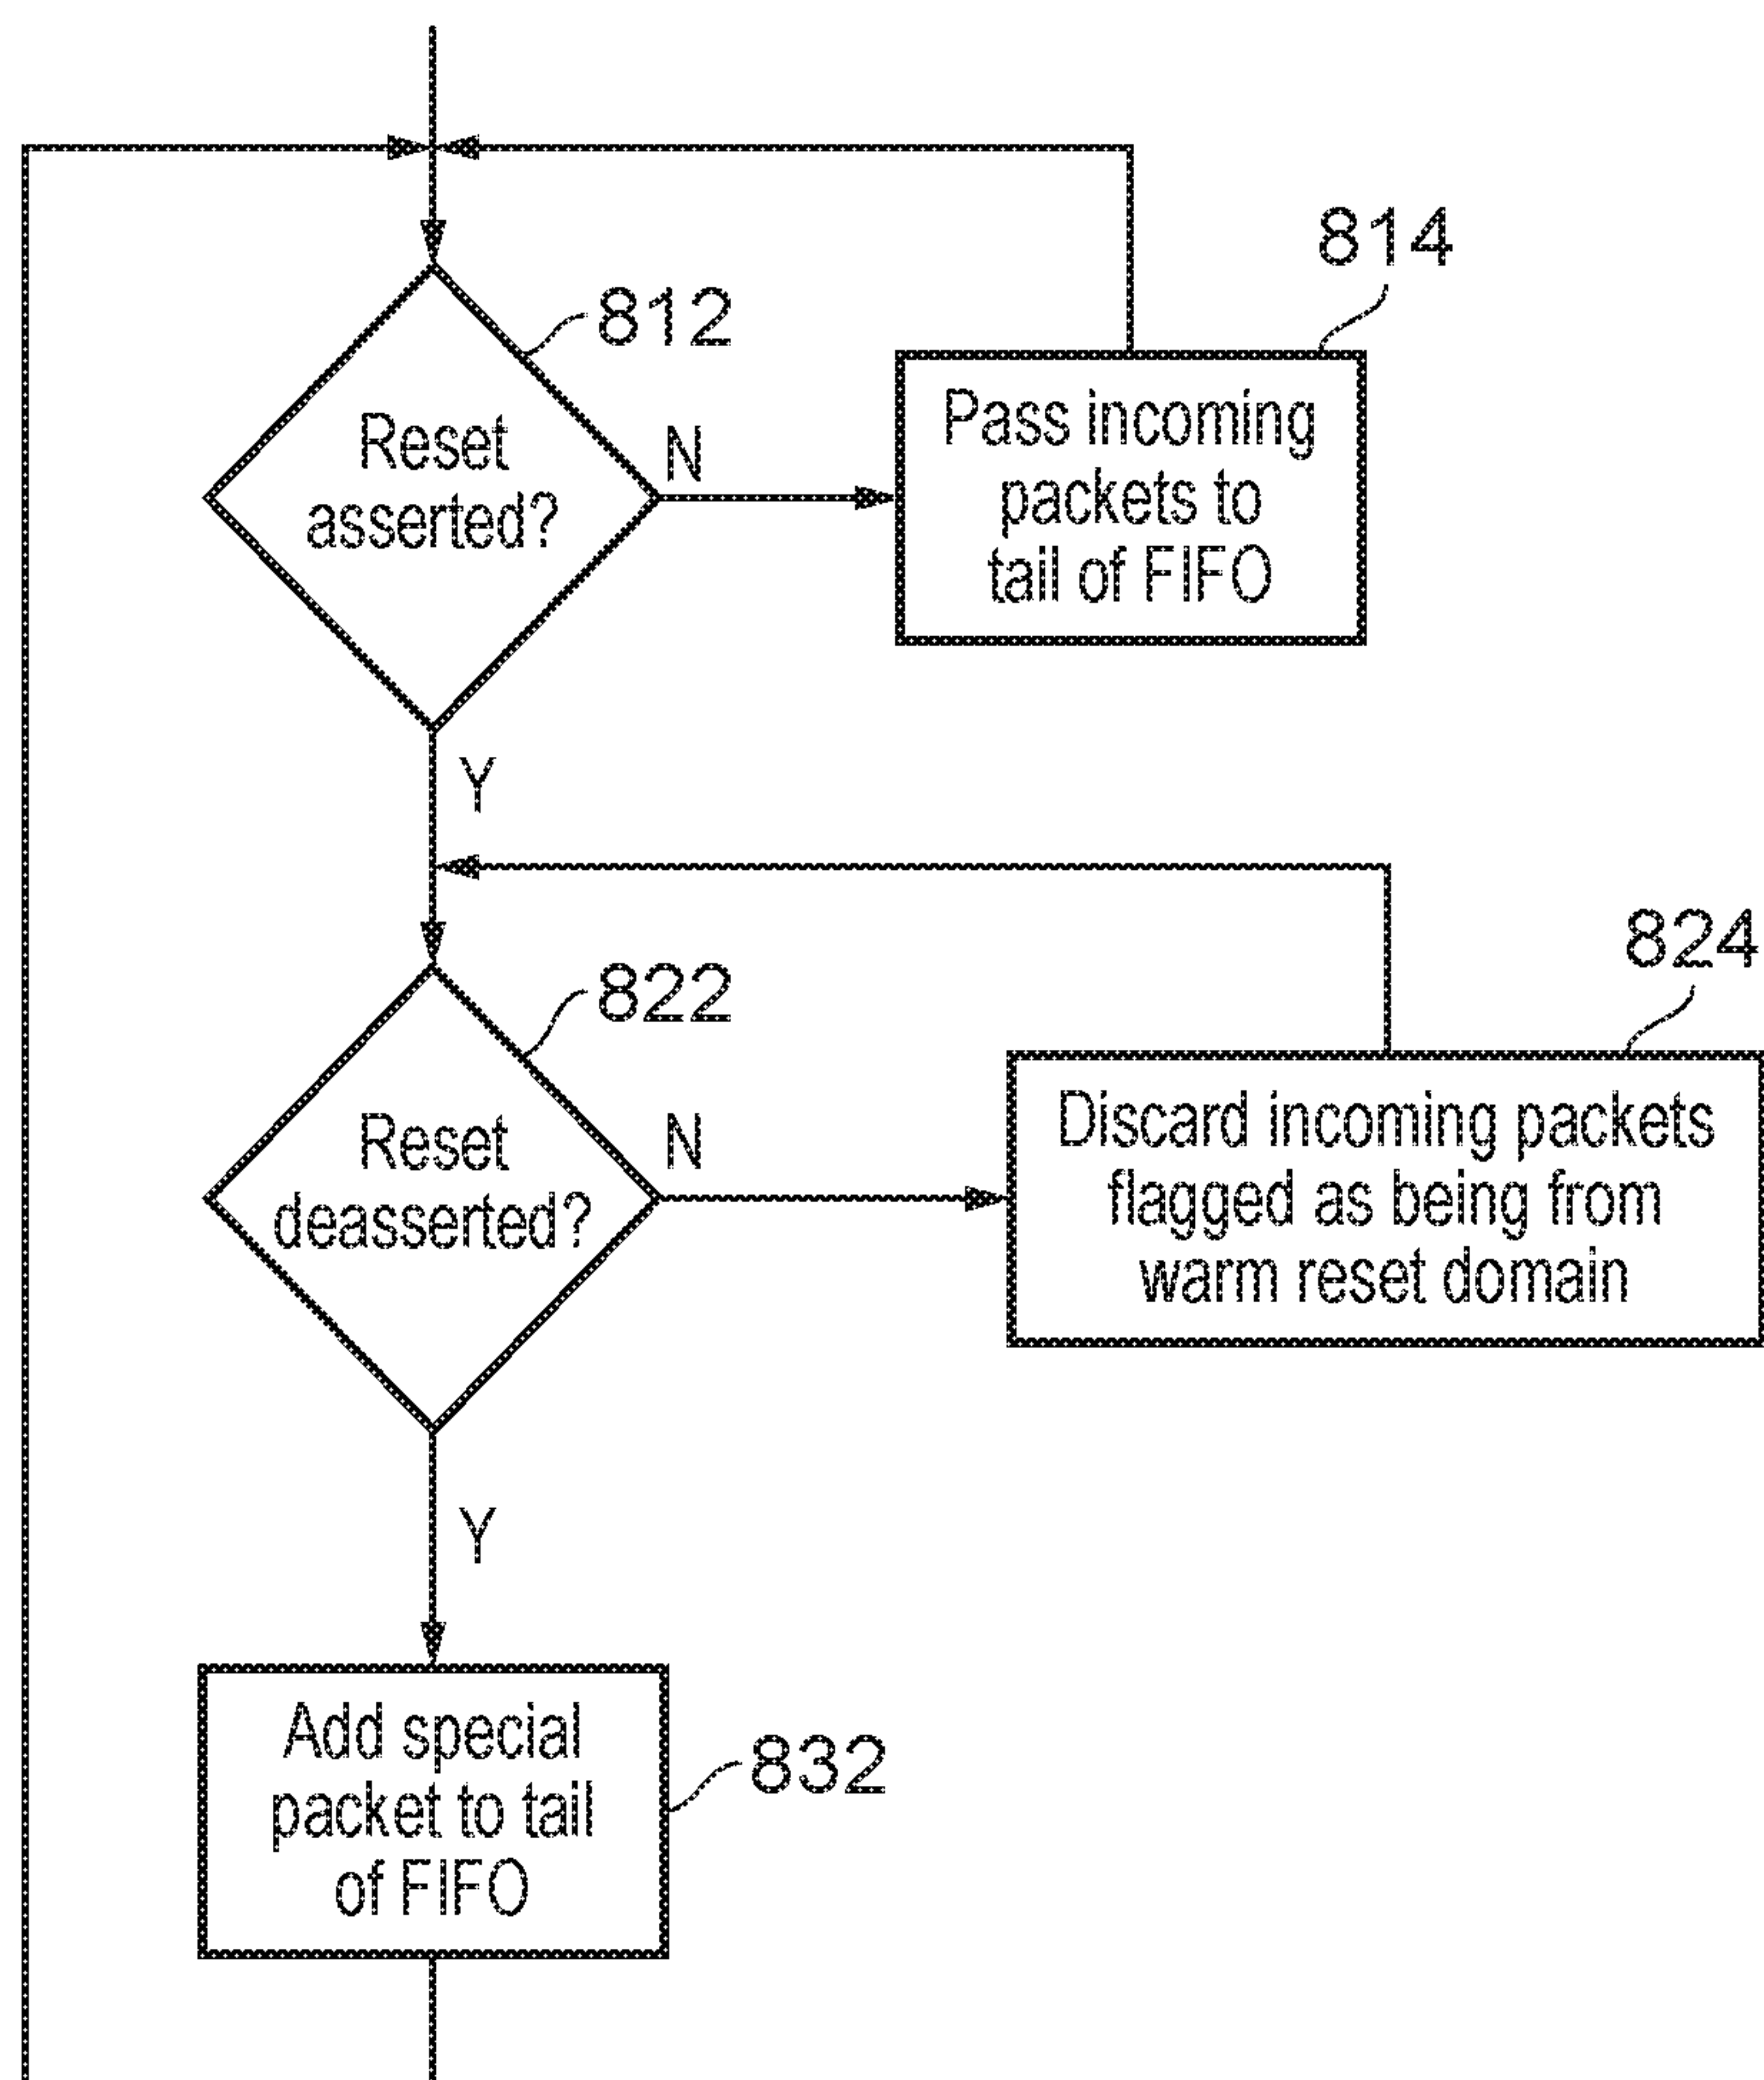 814
812
Reset
asserted?
N
Pass incoming
packets to
tail of FIFO
Y
824
822
Reset
deasserted?
N
Discard incoming packets
flagged as being from
warm reset domain
Y
Add special
packet to tail
of FIFO
832